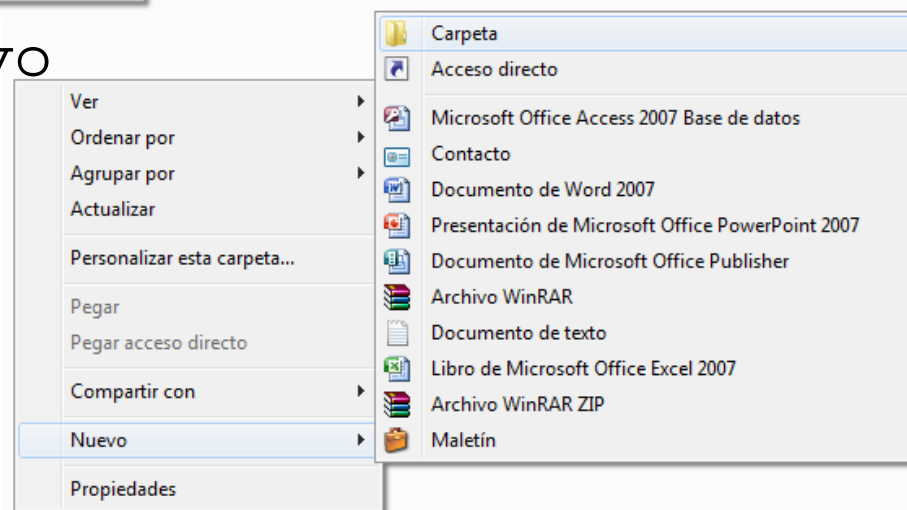 Ver
Ordenar por
Agrupar por
Actualizar
Personalizar esta carpeta...
Pegar
Pegar acceso directo
Compartir con
Nuevo
Propiedades
Carpeta
Acceso directo
Microsoft Office Access 2007 Base de datos
Contacto
Documento de Word 2007
Presentación de Microsoft Office PowerPoint 2007
Documento de Microsoft Office Publisher
Archivo WinRAR
Documento de texto
Libro de Microsoft Office Excel 2007
Archivo WinRAR ZIP
Maletín